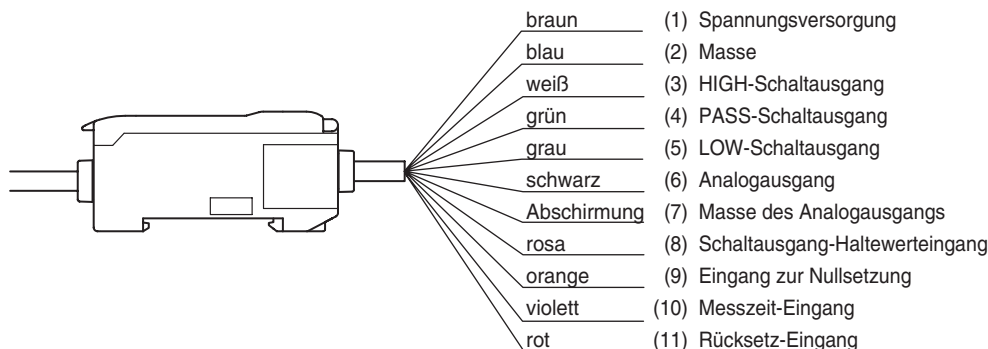 braun (1) Spannungsversorgung
blau (2) Masse
weiß (3) HIGH-Schaltausgang
grün (4) PASS-Schaltausgang
grau (5) LOW-Schaltausgang
schwarz (6) Analogausgang
Abschirmung (7) Masse des Analogausgangs
rosa (8) Schaltausgang-Haltewerteingang
orange (9) Eingang zur Nullsetzung
violett (10) Messzeit-Eingang
rot (11) Rücksetz-Eingang